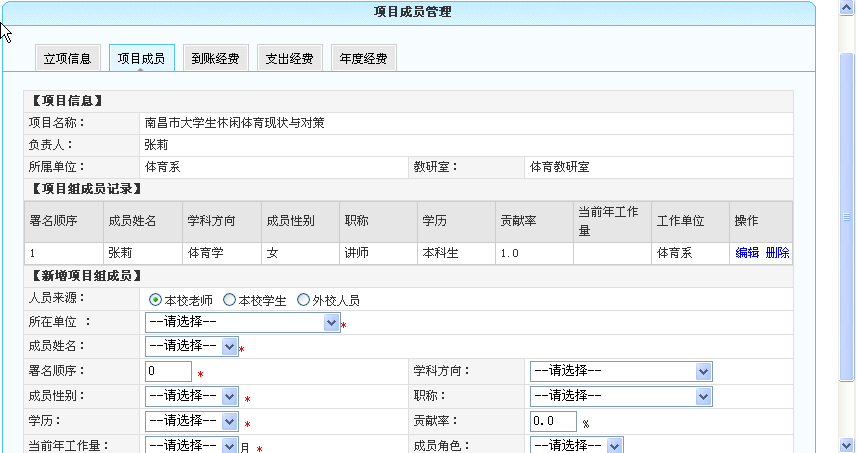 项目成员管理
立项信息 项目成员 到账经费 支出经费 年度经费
【项目信息】
项目名称： 南昌市大学生休闲体育现状与对策
负责人： 张莉
所属单位： 体育系 教研室： 体育教研室
【项目组成员记录】
署名顺序 成员姓名 学科方向 成员性别 职称 学历 贡献率 当前年工作量 工作单位 操作
1 张莉 体育学 女 讲师 本科生 1.0 体育系 编辑 删除
【新增项目组成员】
人员来源： 本校老师 本校学生 外校人员
所在单位 ： --请选择-- *
成员姓名： --请选择-- *
署名顺序： 0 * 学科方向： --请选择--
成员性别： --请选择-- * 职称： --请选择--
学历： --请选择-- * 贡献率： 0.0 %
当前年工作量： --请选择-- 月 * 成员角色： --请选择--